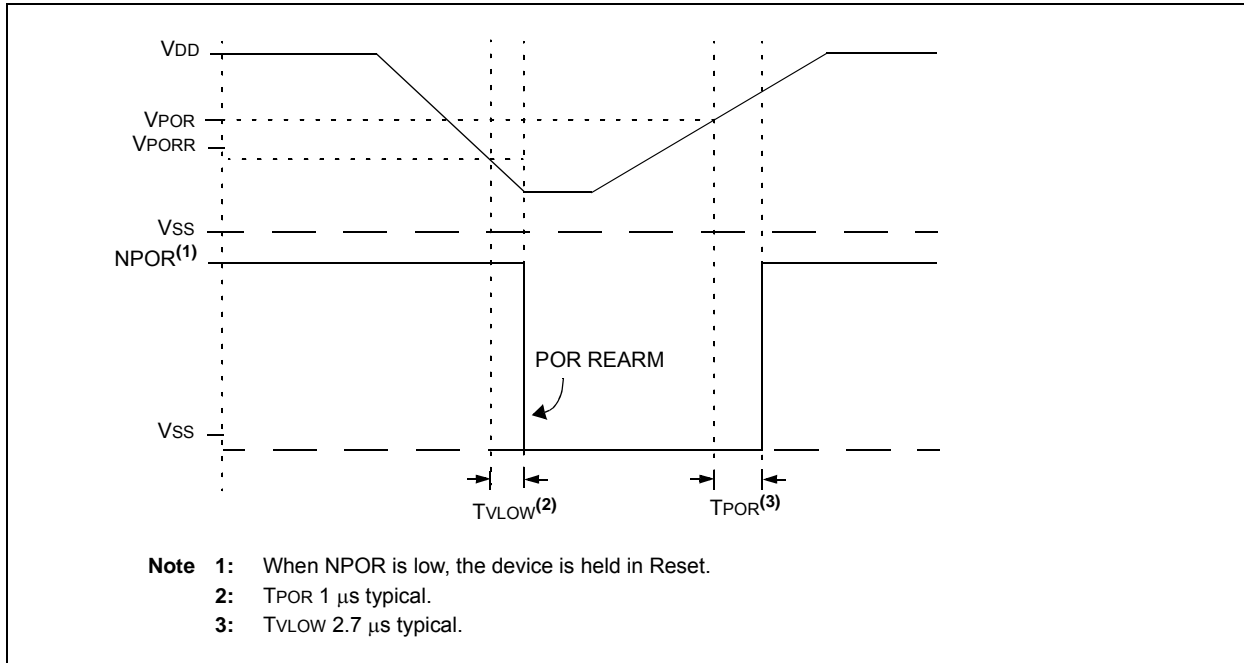 VDD
VPOR
VPORR
VSS
NPOR(1)
POR REARM
VSS
TVLOW(2)
TPOR(3)
Note 1: When NPOR is low, the device is held in Reset.
2: TPOR 1 μs typical.
3: TVLOW 2.7 μs typical.